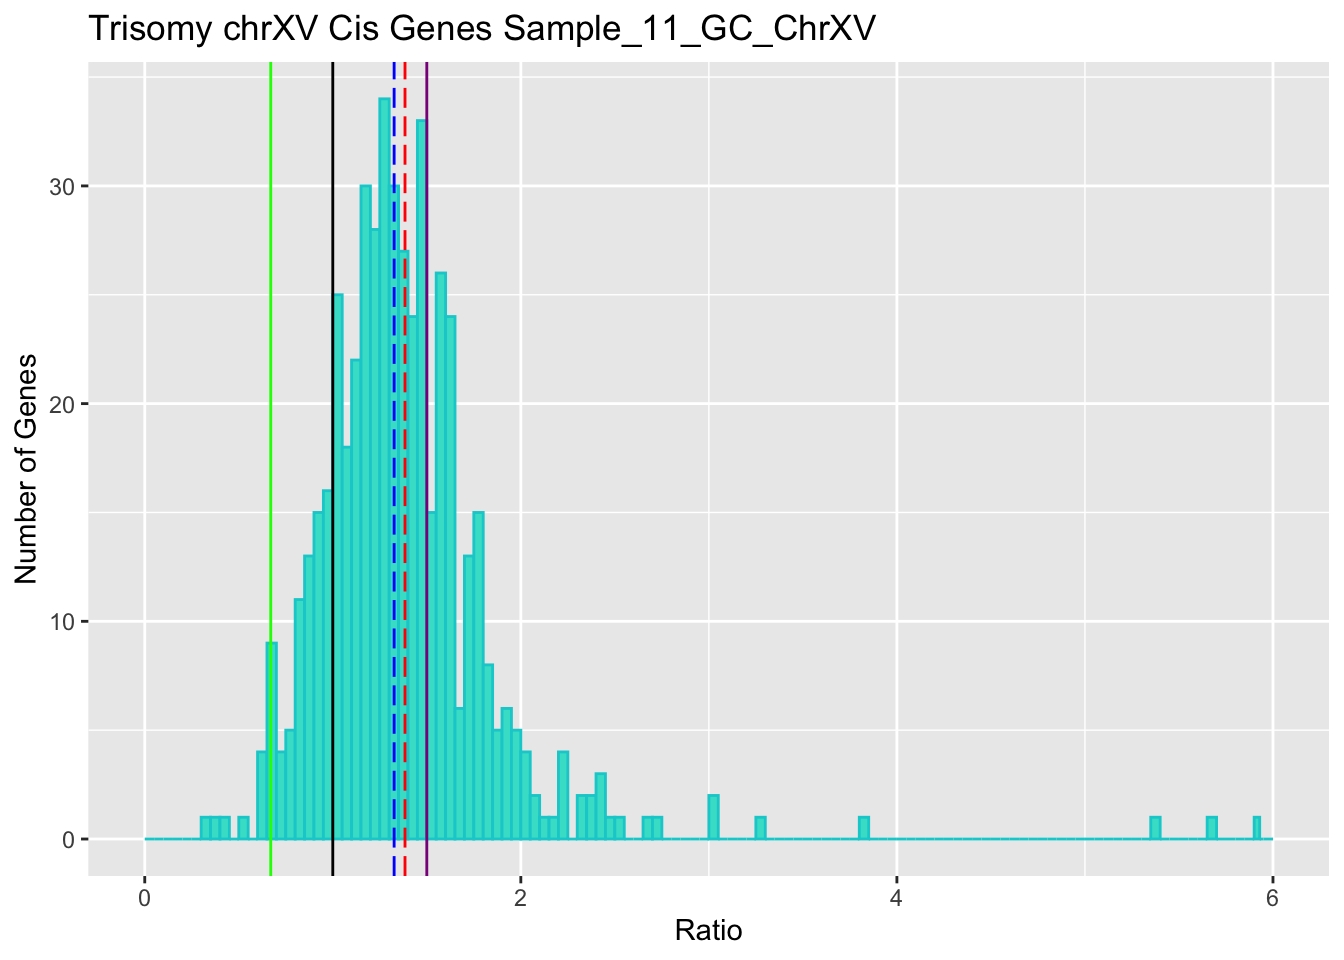 Trisomy chrXV Cis Genes Sample_11_GC_ChrXV
Number of Genes
30
20
10
0
0 2 4 6
Ratio